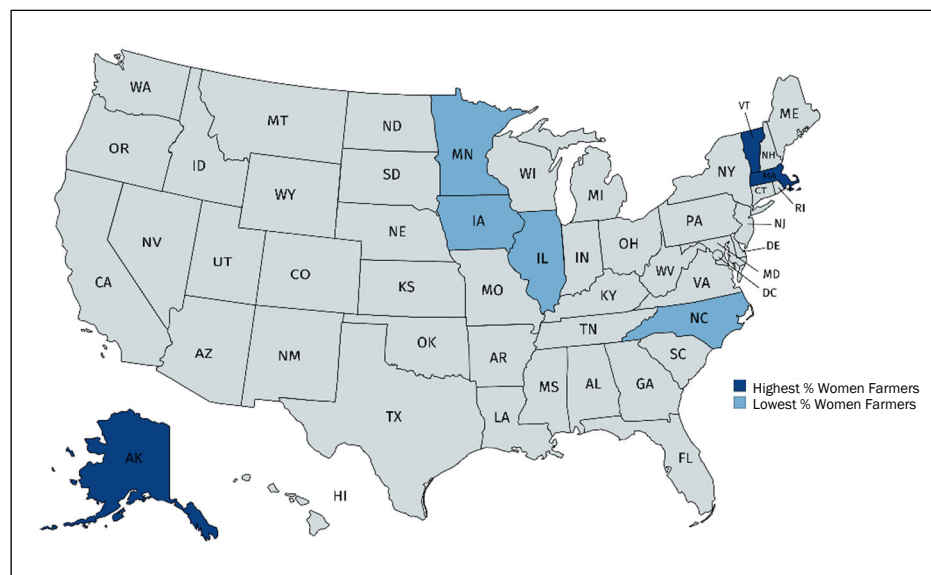 WA
MT
ND
MN
VT
ME
OR
ID
SD
WI
NH
NY
MA
WY
MI
CT
RI
IA
NE
PA
NJ
NV
OH
UT
IL
IN
DE
CA
CO
WV
MD
KS
MO
VA
DC
KY
NC
TN
OK
AZ
NM
AR
SC
MS
AL
GA
Highest % Women Farmers
Lowest % Women Farmers
TX
LA
AK
FL
HI